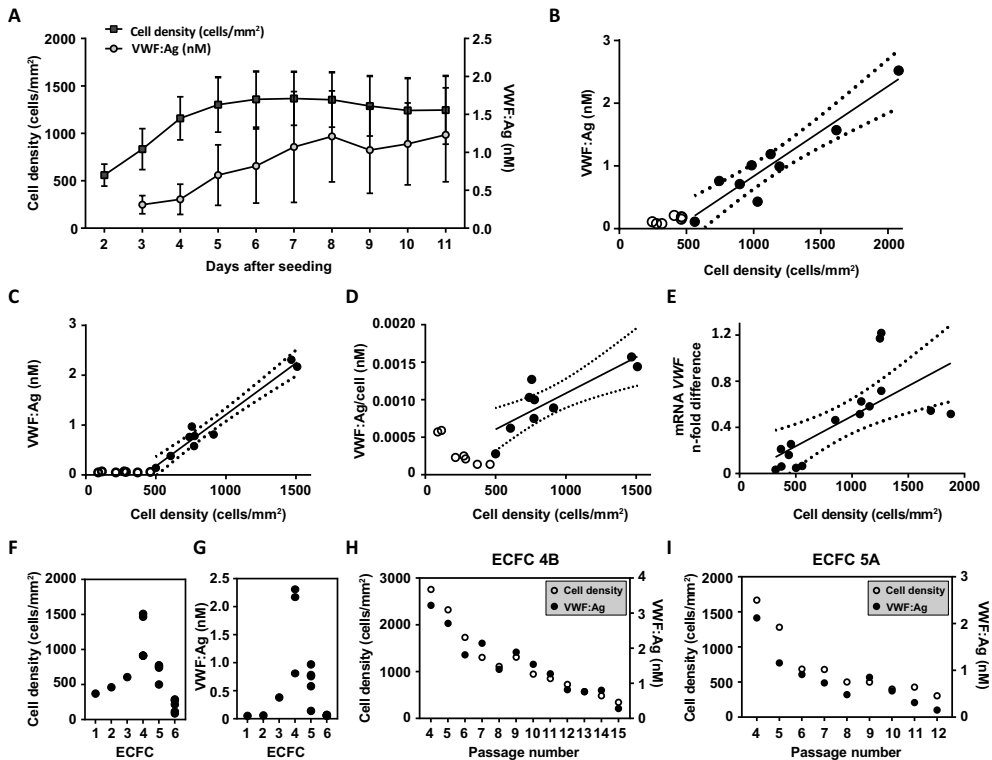 A
Cell density (cells/mm²)
VWF:Ag (nM)
2000
1500
1000
500
0
Cell density (cells/mm²)
2.5
2.0
1.5
1.0
0.5
0.0
VWF:Ag (nM)
2 3 4 5 6 7 8 9 10 11
Days after seeding
B
3
2
1
0
VWF:Ag (nM)
0 500 1000 1500 2000
Cell density (cells/mm²)
C
3
2
1
0
VWF:Ag (nM)
0 500 1000 1500
Cell density (cells/mm²)
D
0.0020
0.0015
0.0010
0.0005
0
VWF:Ag/cell (nM)
0 500 1000 1500
Cell density (cells/mm²)
E
1.2
0.8
0.4
0
mRNA VWF
n-fold difference
0 500 1000 1500 2000
Cell density (cells/mm²)
F
2000
1500
1000
500
0
Cell density (cells/mm²)
1 2 3 4 5 6
ECFC
G
2.5
2.0
1.5
1.0
0.5
0
VWF:Ag (nM)
1 2 3 4 5 6
ECFC
H
ECFC 4B
Cell density
VWF:Ag
3000
2000
1000
0
Cell density (cells/mm²)
4
3
2
1
0
VWF:Ag (nM)
4 5 6 7 8 9 10 11 12 13 14 15
Passage number
I
ECFC 5A
Cell density
VWF:Ag
2000
1500
1000
500
0
Cell density (cells/mm²)
3
2
1
0
VWF:Ag (nM)
4 5 6 7 8 9 10 11 12
Passage number